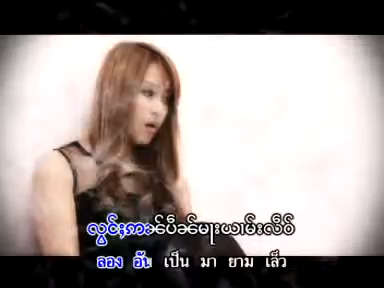 လွင်ႈဢၼ်ပဵၼ်မႃးယၢမ်းလဵဝ်
ลอง อัน เป็น มา ยาม เล็ว